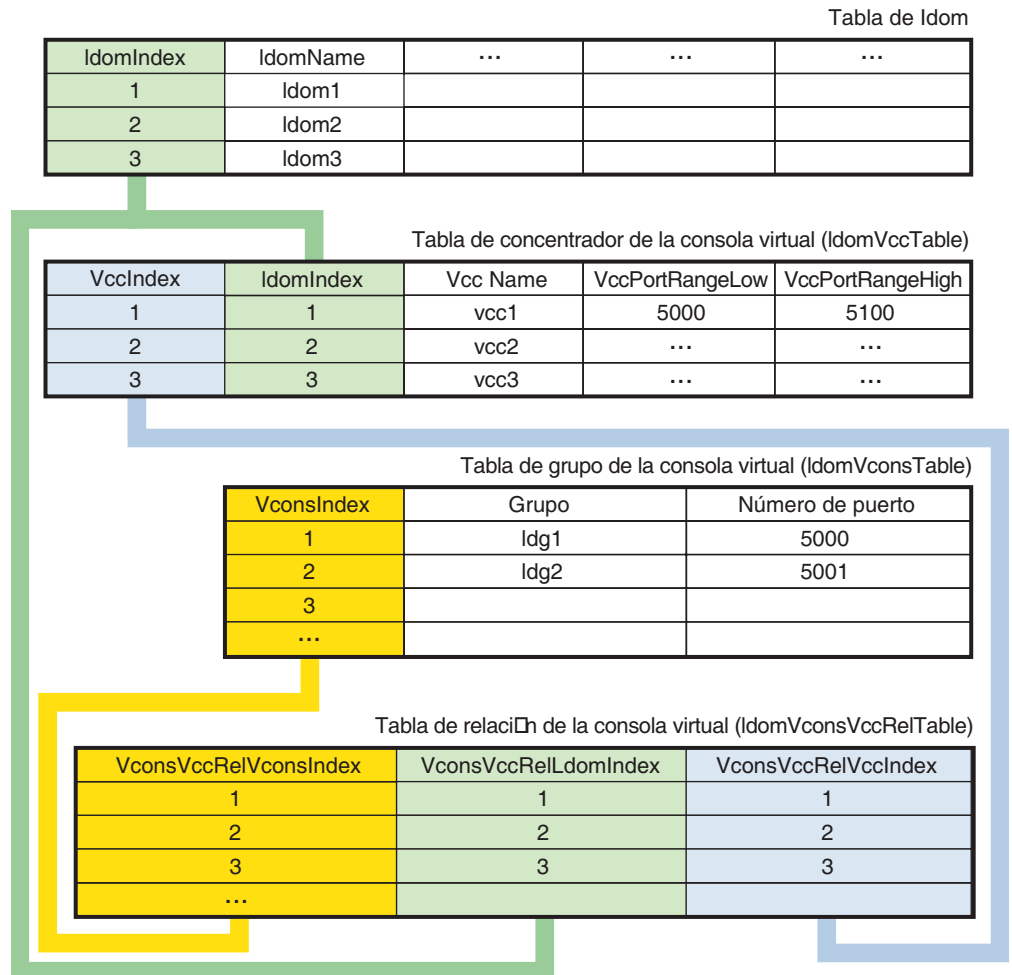 Tabla de ldom
ldomIndex ldomName ... ... ...
1 ldom1
2 ldom2
3 ldom3
Tabla de concentrador de la consola virtual (ldomVccTable)
VccIndex ldomIndex Vcc Name VccPortRangeLow VccPortRangeHigh
1 1 vcc1 5000 5100
2 2 vcc2 ... ...
3 3 vcc3 ... ...
Tabla de grupo de la consola virtual (ldomVconsTable)
VconsIndex Grupo Número de puerto
1 ldg1 5000
2 ldg2 5001
3
...
Tabla de relaci□n de la consola virtual (ldomVconsVccRelTable)
VconsVccRelVconsIndex VconsVccRelLdomIndex VconsVccRelVccIndex
1 1 1
2 2 2
3 3 3
...